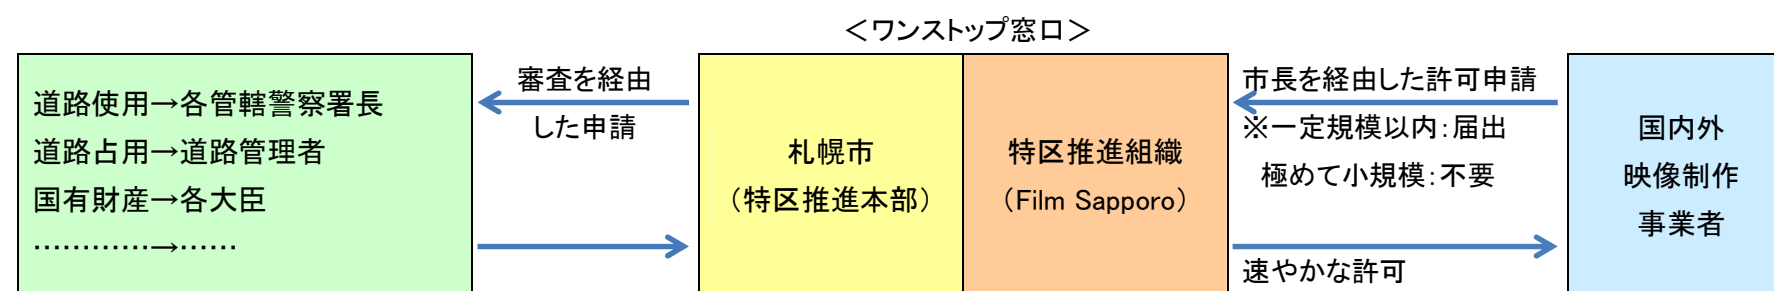 ＜ワンストップ窓口＞
道路使用→各管轄警察署長
道路占用→道路管理者
国有財産→各大臣
…………→……
審査を経由
した申請
札幌市
（特区推進本部）
特区推進組織
（Film Sapporo）
市長を経由した許可申請
※一定規模以内：届出
極めて小規模：不要
速やかな許可
国内外
映像制作
事業者